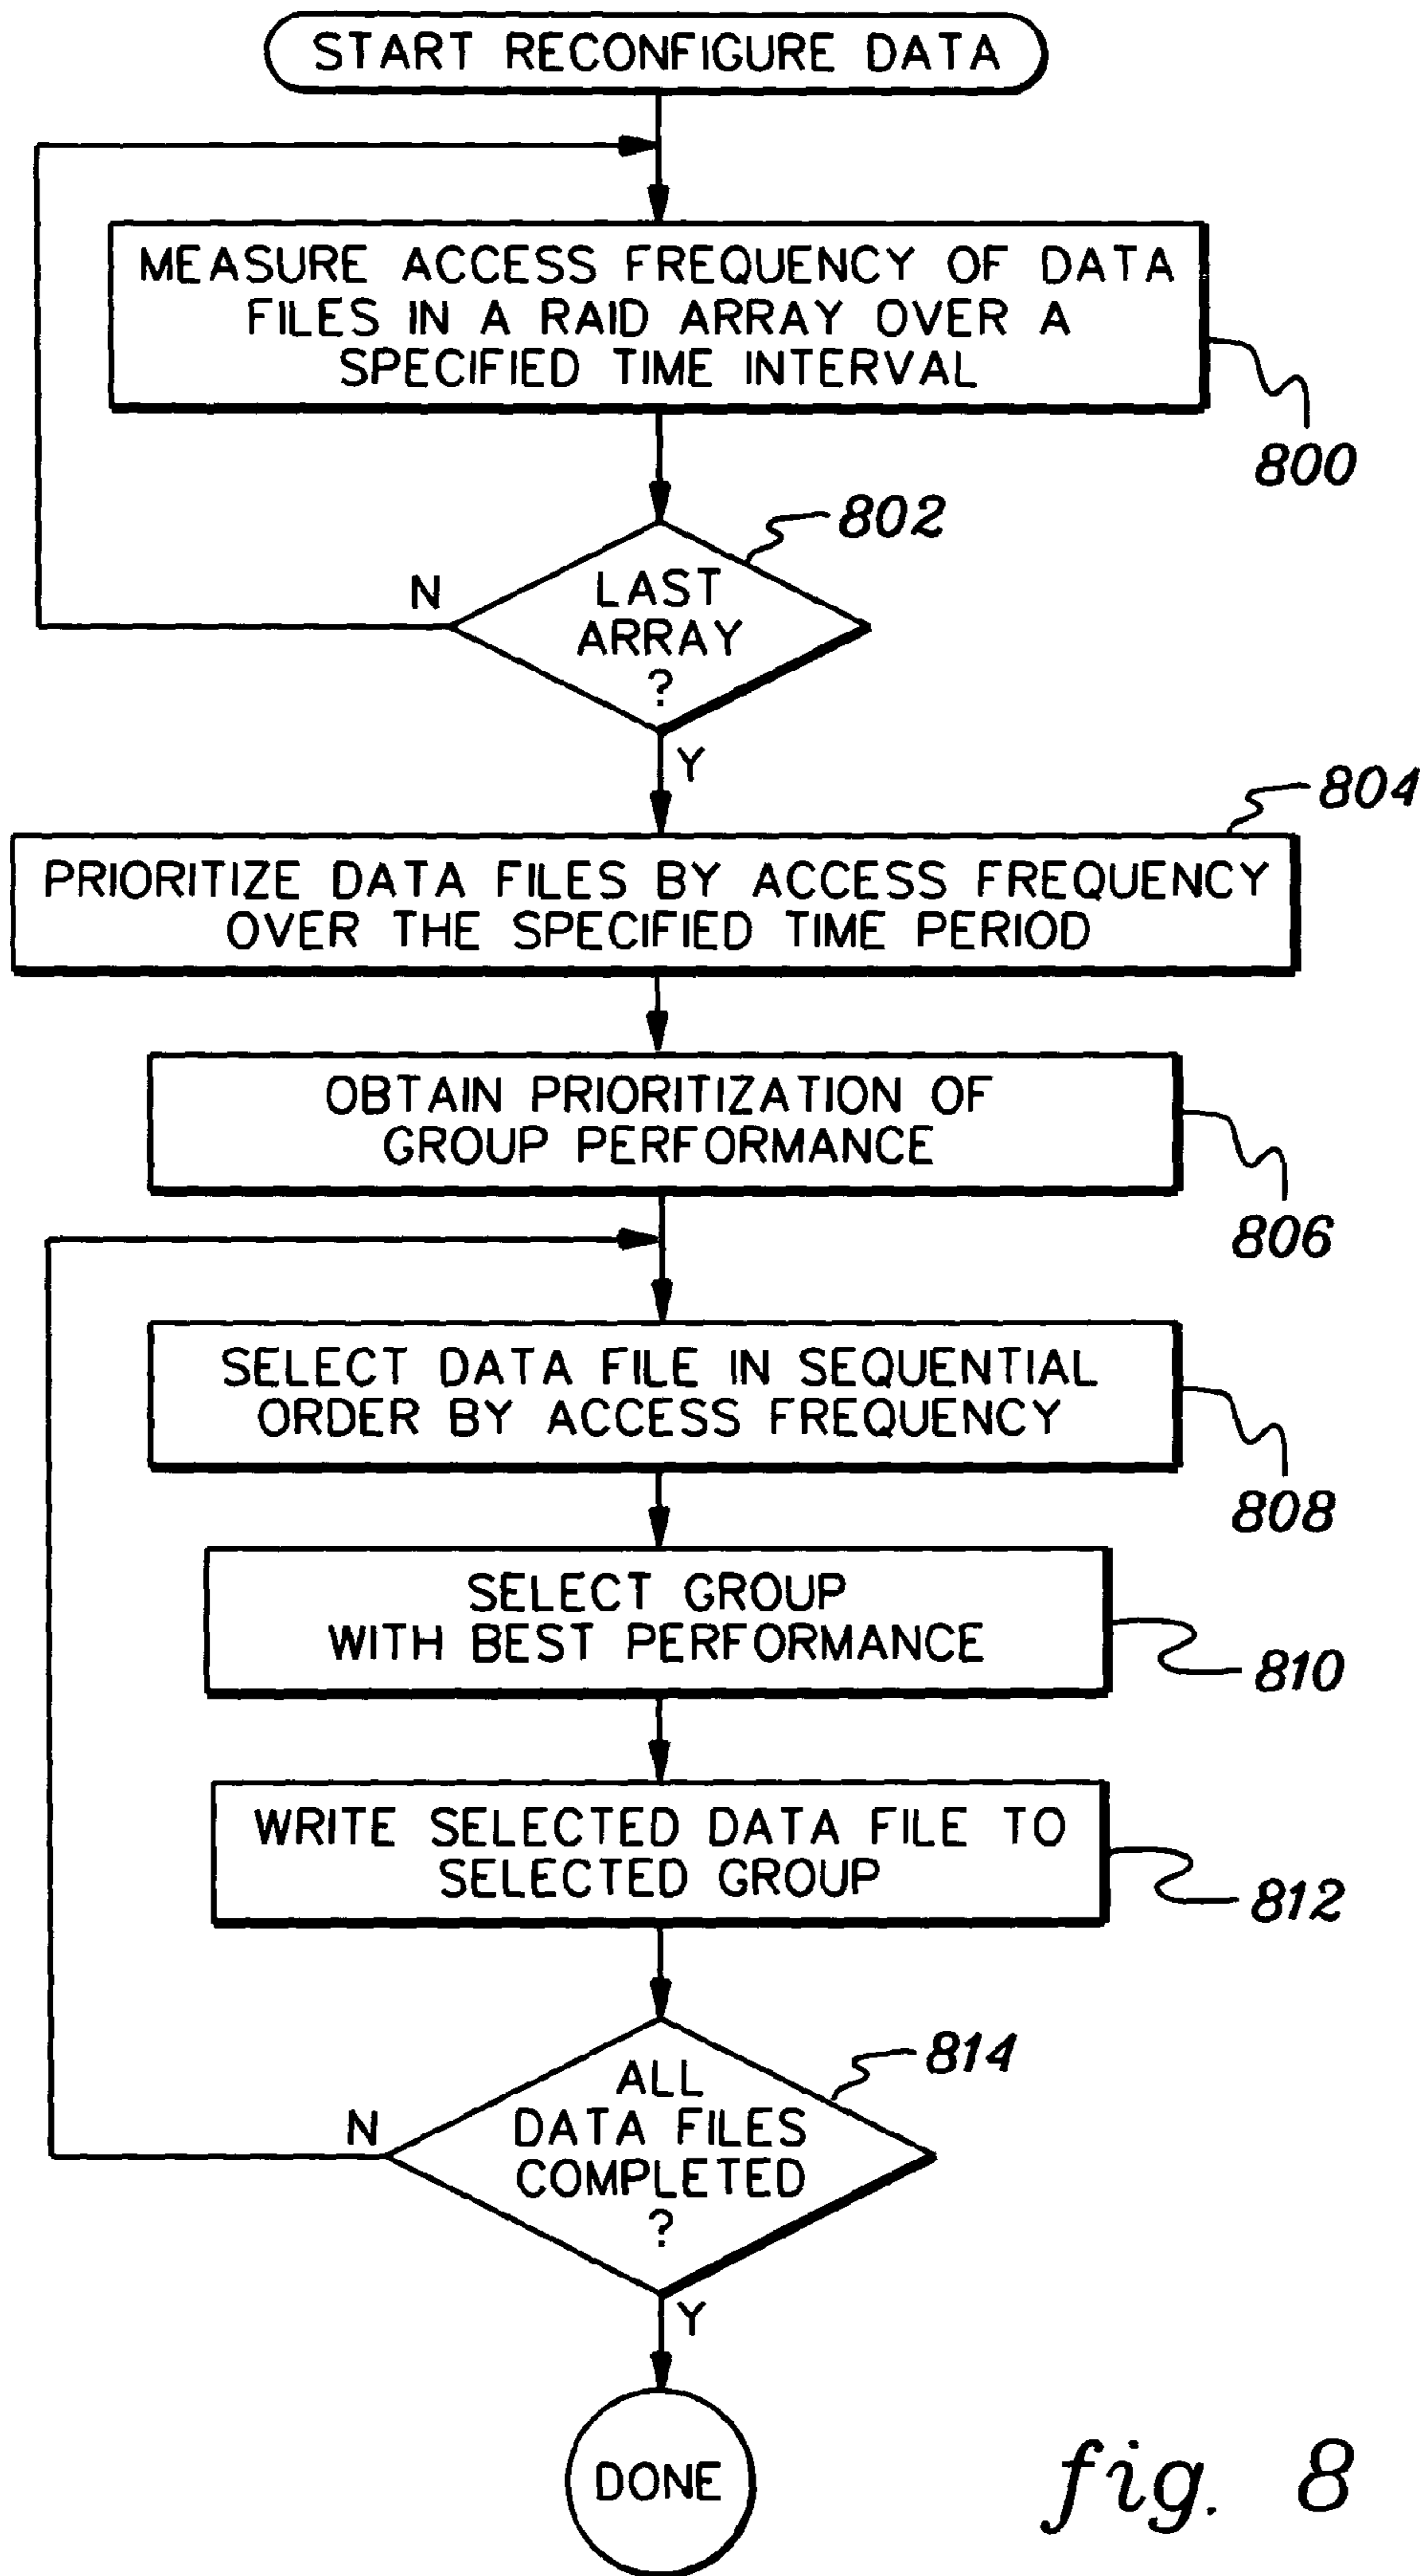 START RECONFIGURE DATA
MEASURE ACCESS FREQUENCY OF DATA
FILES IN A RAID ARRAY OVER A
SPECIFIED TIME INTERVAL
800
802
LAST
ARRAY
?
N
Y
804
PRIORITIZE DATA FILES BY ACCESS FREQUENCY
OVER THE SPECIFIED TIME PERIOD
OBTAIN PRIORITIZATION OF
GROUP PERFORMANCE
806
SELECT DATA FILE IN SEQUENTIAL
ORDER BY ACCESS FREQUENCY
808
SELECT GROUP
WITH BEST PERFORMANCE
810
WRITE SELECTED DATA FILE TO
SELECTED GROUP
812
814
ALL
DATA FILES
COMPLETED
?
N
Y
DONE
fig. 8